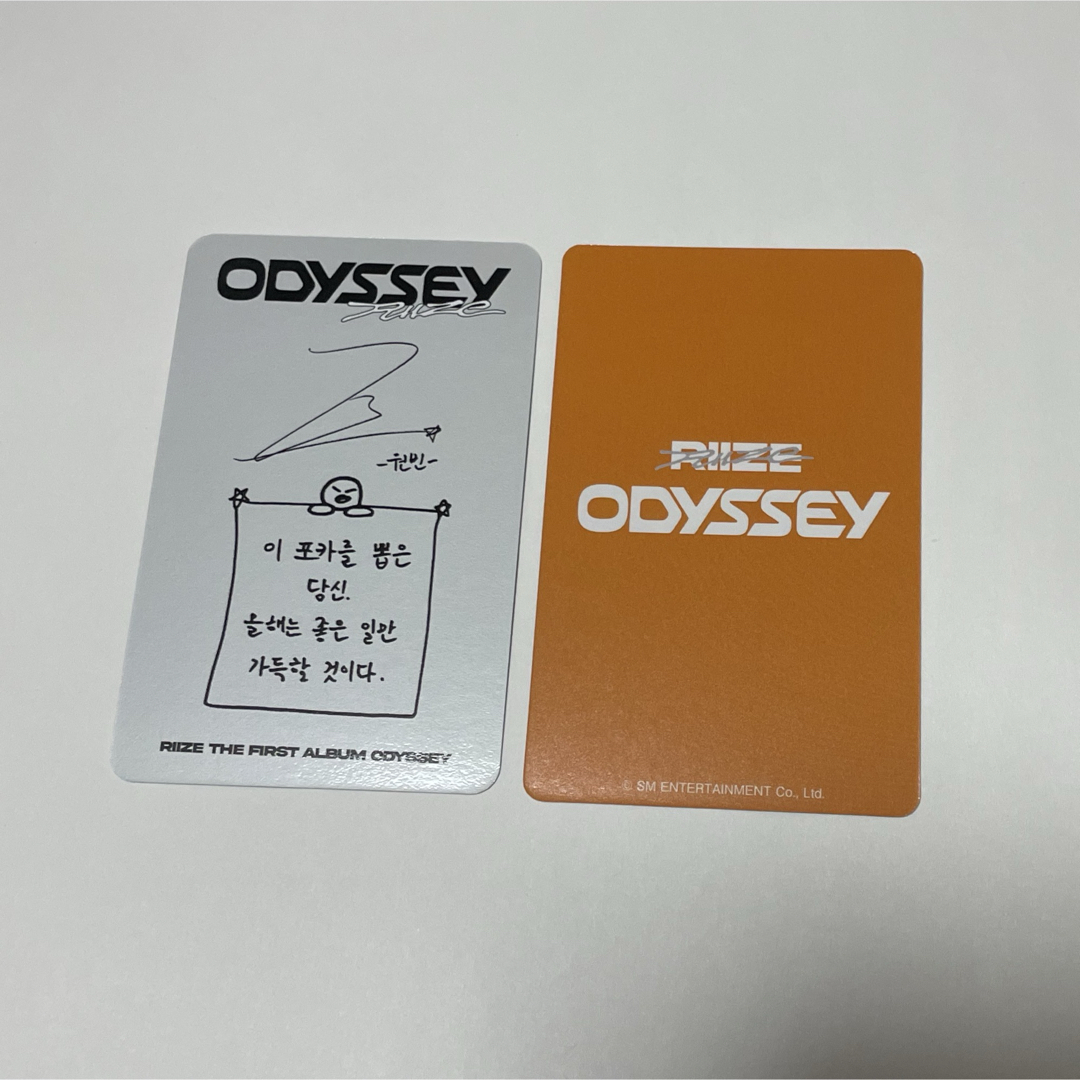 ODYSSEY
RIIZE
-원빈-
이 포카를 뽑은
당신.
올해는 좋은 일만
가득할 것이다.
RIIZE THE FIRST ALBUM ODYSSEY
RIIZE
RIIZE
ODYSSEY
© SM ENTERTAINMENT Co., Ltd.